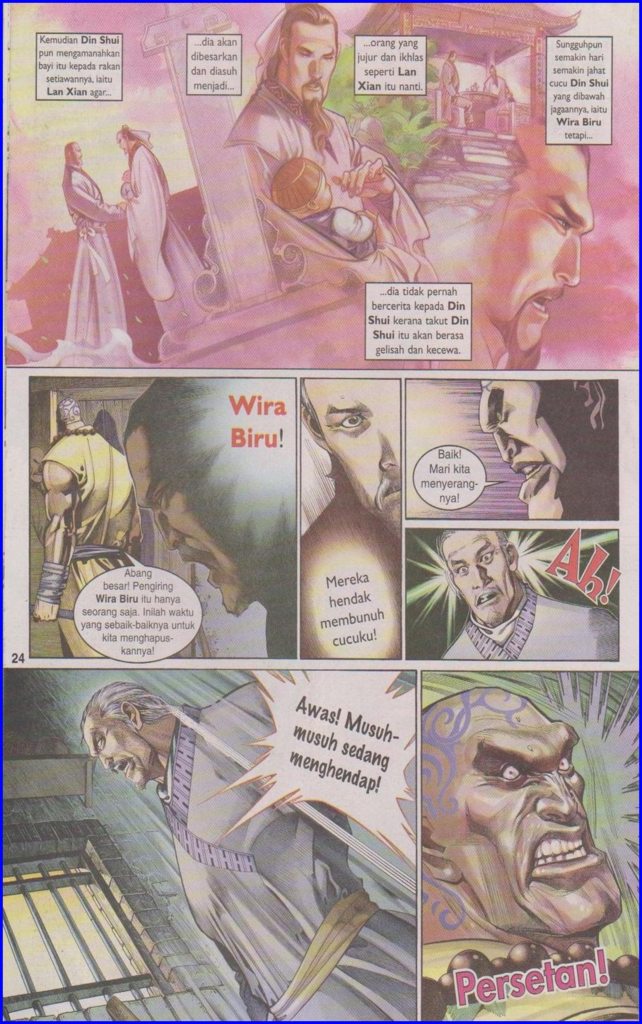 Kemudian Din Shui
pun mengamanahkan
bayi itu kepada rakan
setiawannya, iaitu
Lan Xian agar...
...dia akan
dibesarkan
dan diasuh
menjadi...
...orang yang
jujur dan ikhlas
seperti Lan
Xian itu nanti.
Sungguhpun
semakin hari
semakin jahat
cucu Din Shui
yang dibawah
jagaannya, iaitu
Wira Biru
tetapi...
...dia tidak pernah
bercerita kepada Din
Shui kerana takut Din
Shui itu akan berasa
gelisah dan kecewa.
Wira
Biru!
Abang
besar! Pengiring
Wira Biru itu hanya
seorang saja. Inilah waktu
yang sebaik-baiknya untuk
kita menghapus-
kannya!
Mereka
hendak
membunuh
cucuku!
Baik!
Mari kita
menyerang-
nya!
Ah!
24
Awas! Musuh-
musuh sedang
menghendap!
Persetan!